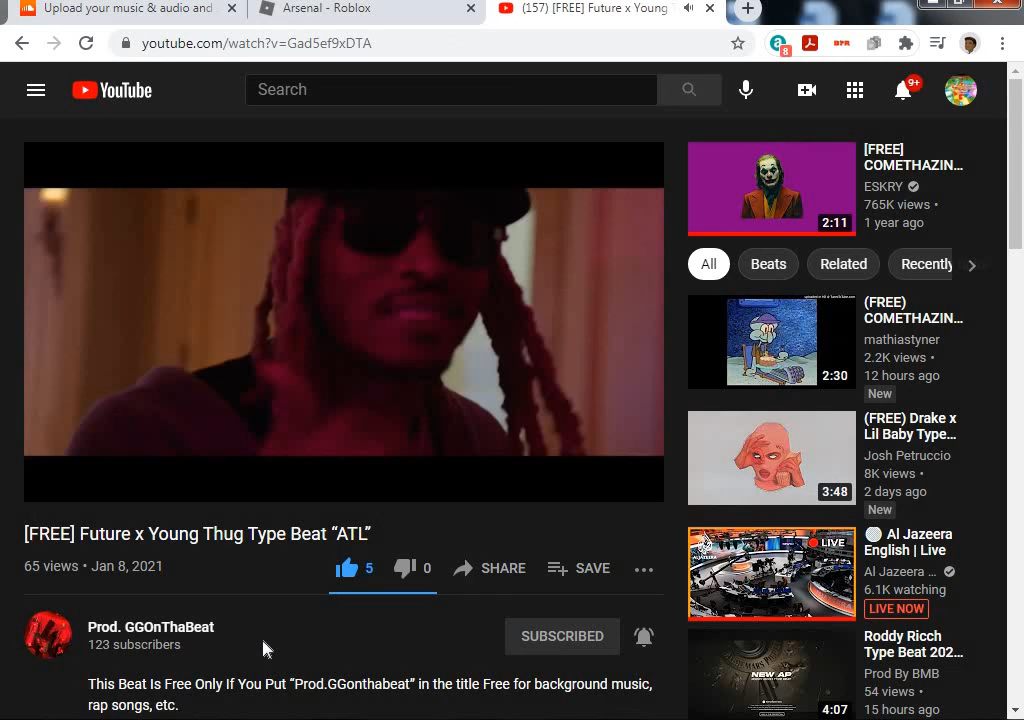 Upload your music & audio and
Arsenal - Roblox
(157) [FREE] Future x Young T
youtube.com/watch?v=Gad5ef9xDTA
8
YouTube
Search
9+
[FREE] Future x Young Thug Type Beat “ATL”
65 views • Jan 8, 2021
5
0
SHARE
SAVE
Prod. GGOnThaBeat
123 subscribers
SUBSCRIBED
This Beat Is Free Only If You Put “Prod.GGonthabeat” in the title Free for background music,
rap songs, etc.
[FREE]
COMETHAZIN...
ESKRY
765K views •
1 year ago
2:11
All
Beats
Related
Recently
(FREE)
COMETHAZIN...
mathiastyner
2.2K views •
12 hours ago
New
2:30
(FREE) Drake x
Lil Baby Type...
Josh Petruccio
8K views •
2 days ago
New
3:48
LIVE
Al Jazeera
English | Live
Al Jazeera ...
6.1K watching
LIVE NOW
Roddy Ricch
Type Beat 202...
Prod By BMB
54 views •
15 hours ago
NEW AP
4:07